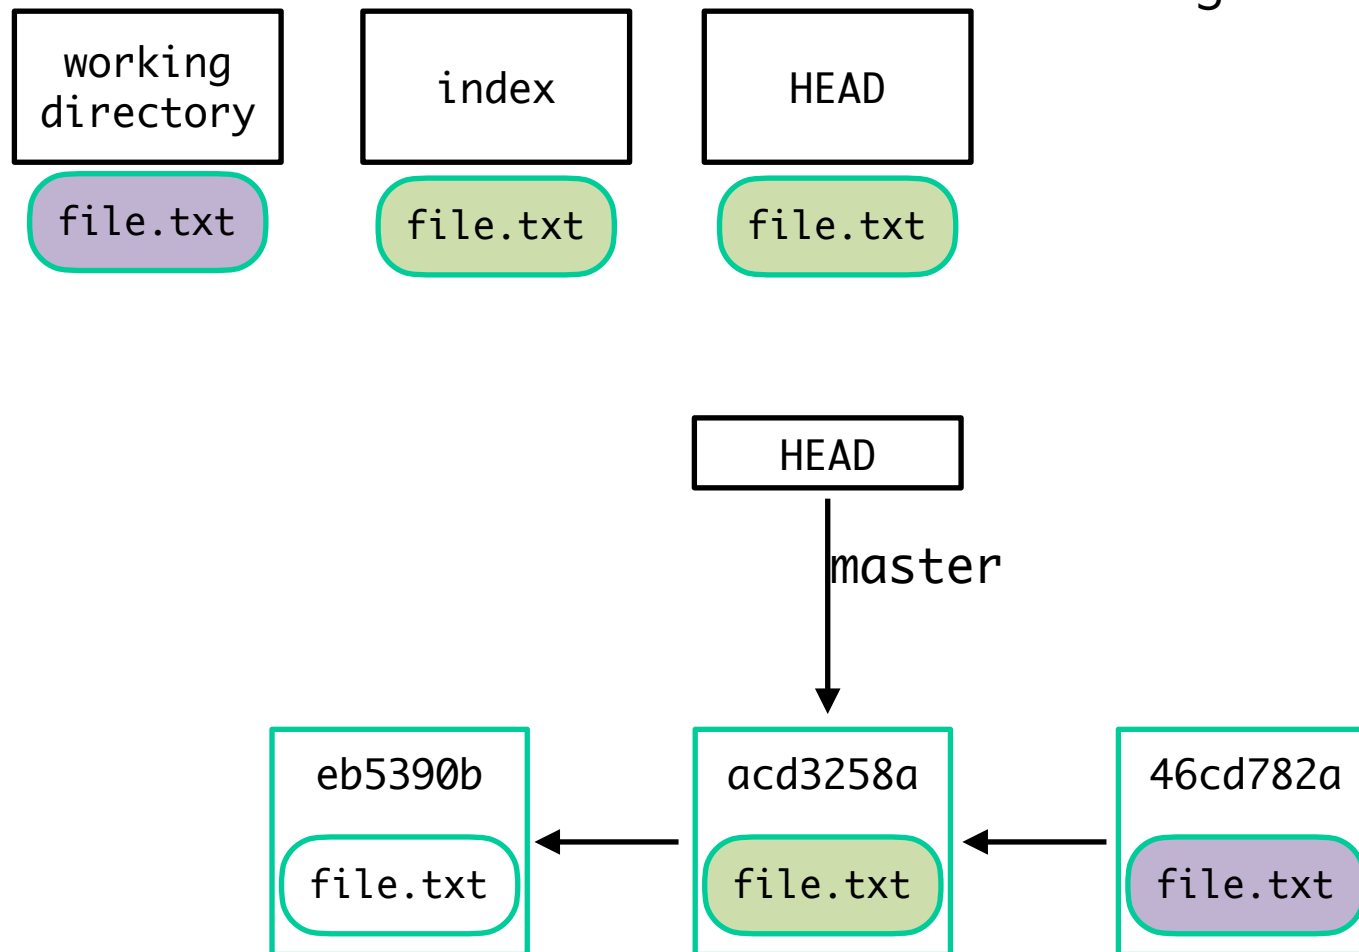 working
directory
index
HEAD
file.txt
file.txt
file.txt
HEAD
master
eb5390b
acd3258a
46cd782a
file.txt
file.txt
file.txt